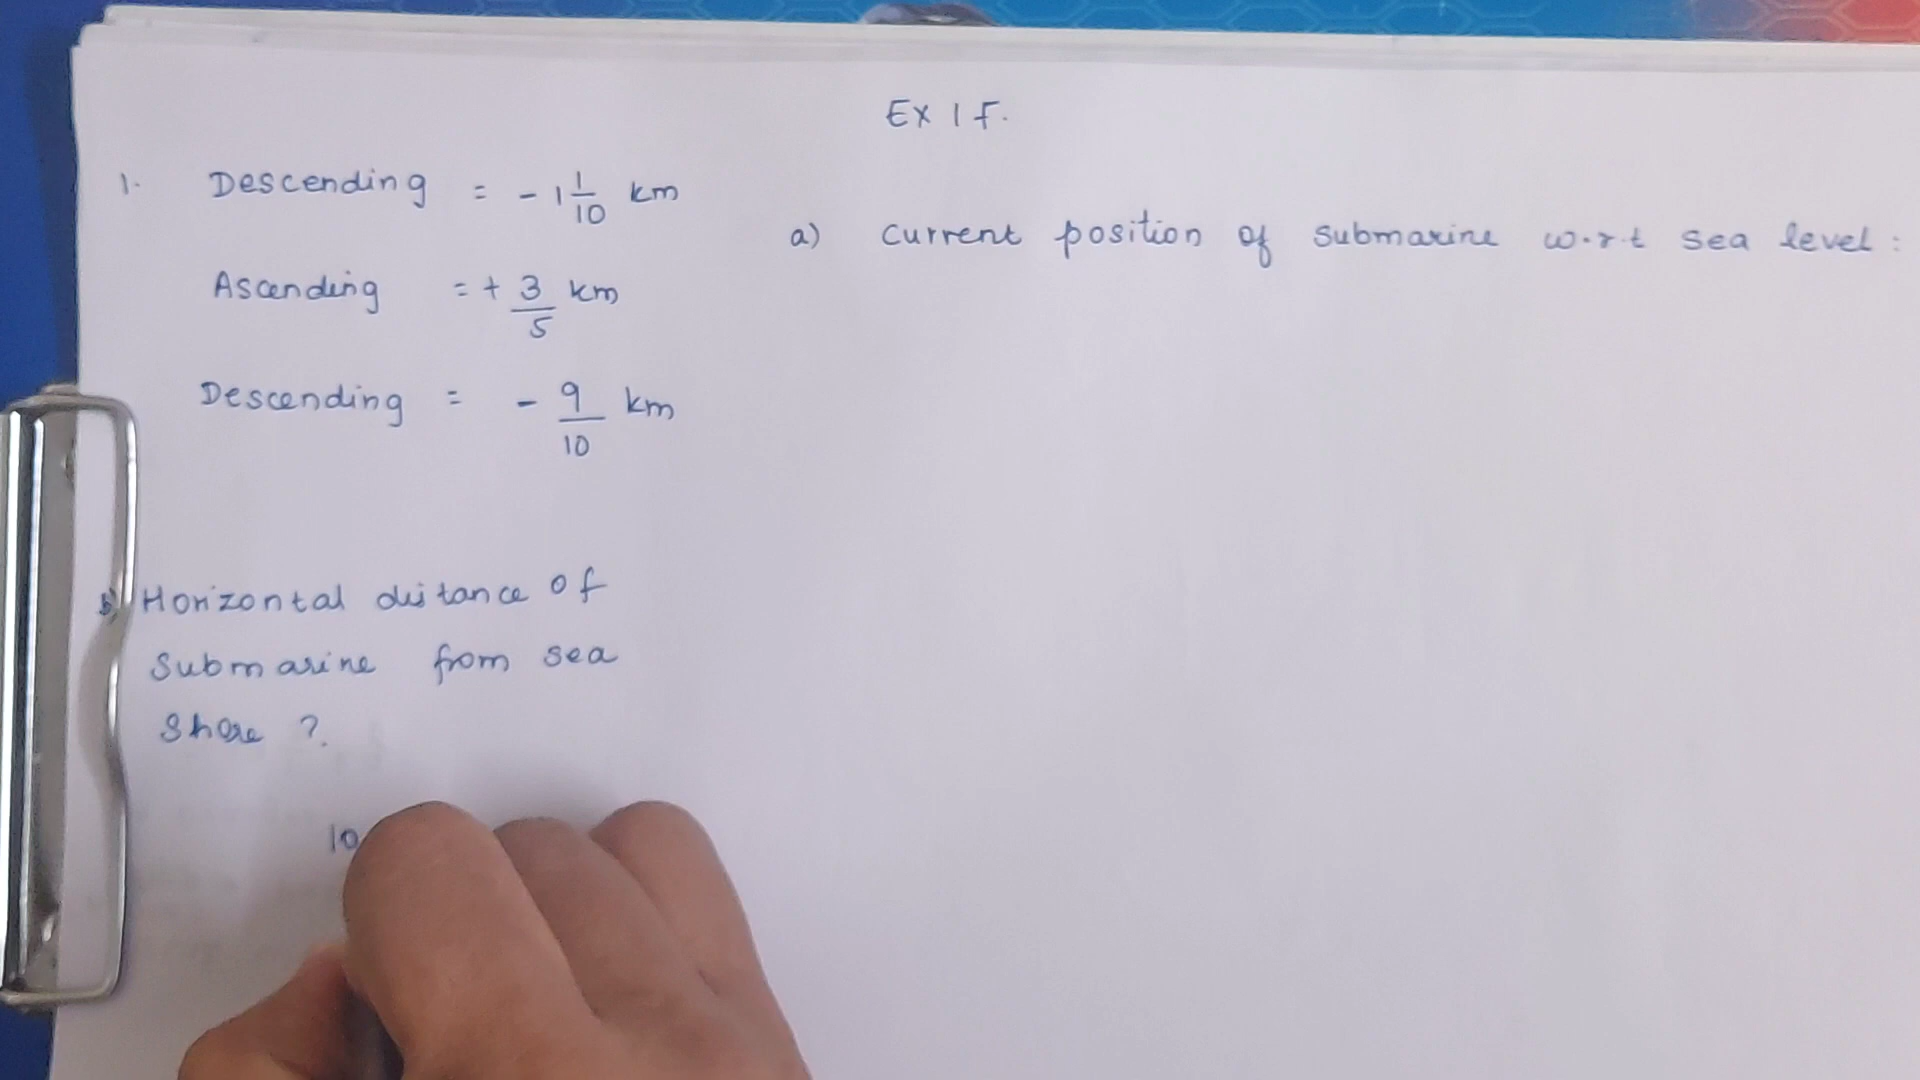 Ex 1F.
1. Descending = - 1 1/10 km
Ascending = + 3/5 km
Descending = - 9/10 km
a) Current position of submarine w.r.t sea level :
b) Horizontal distance of
submarine from sea
shore ?.
10